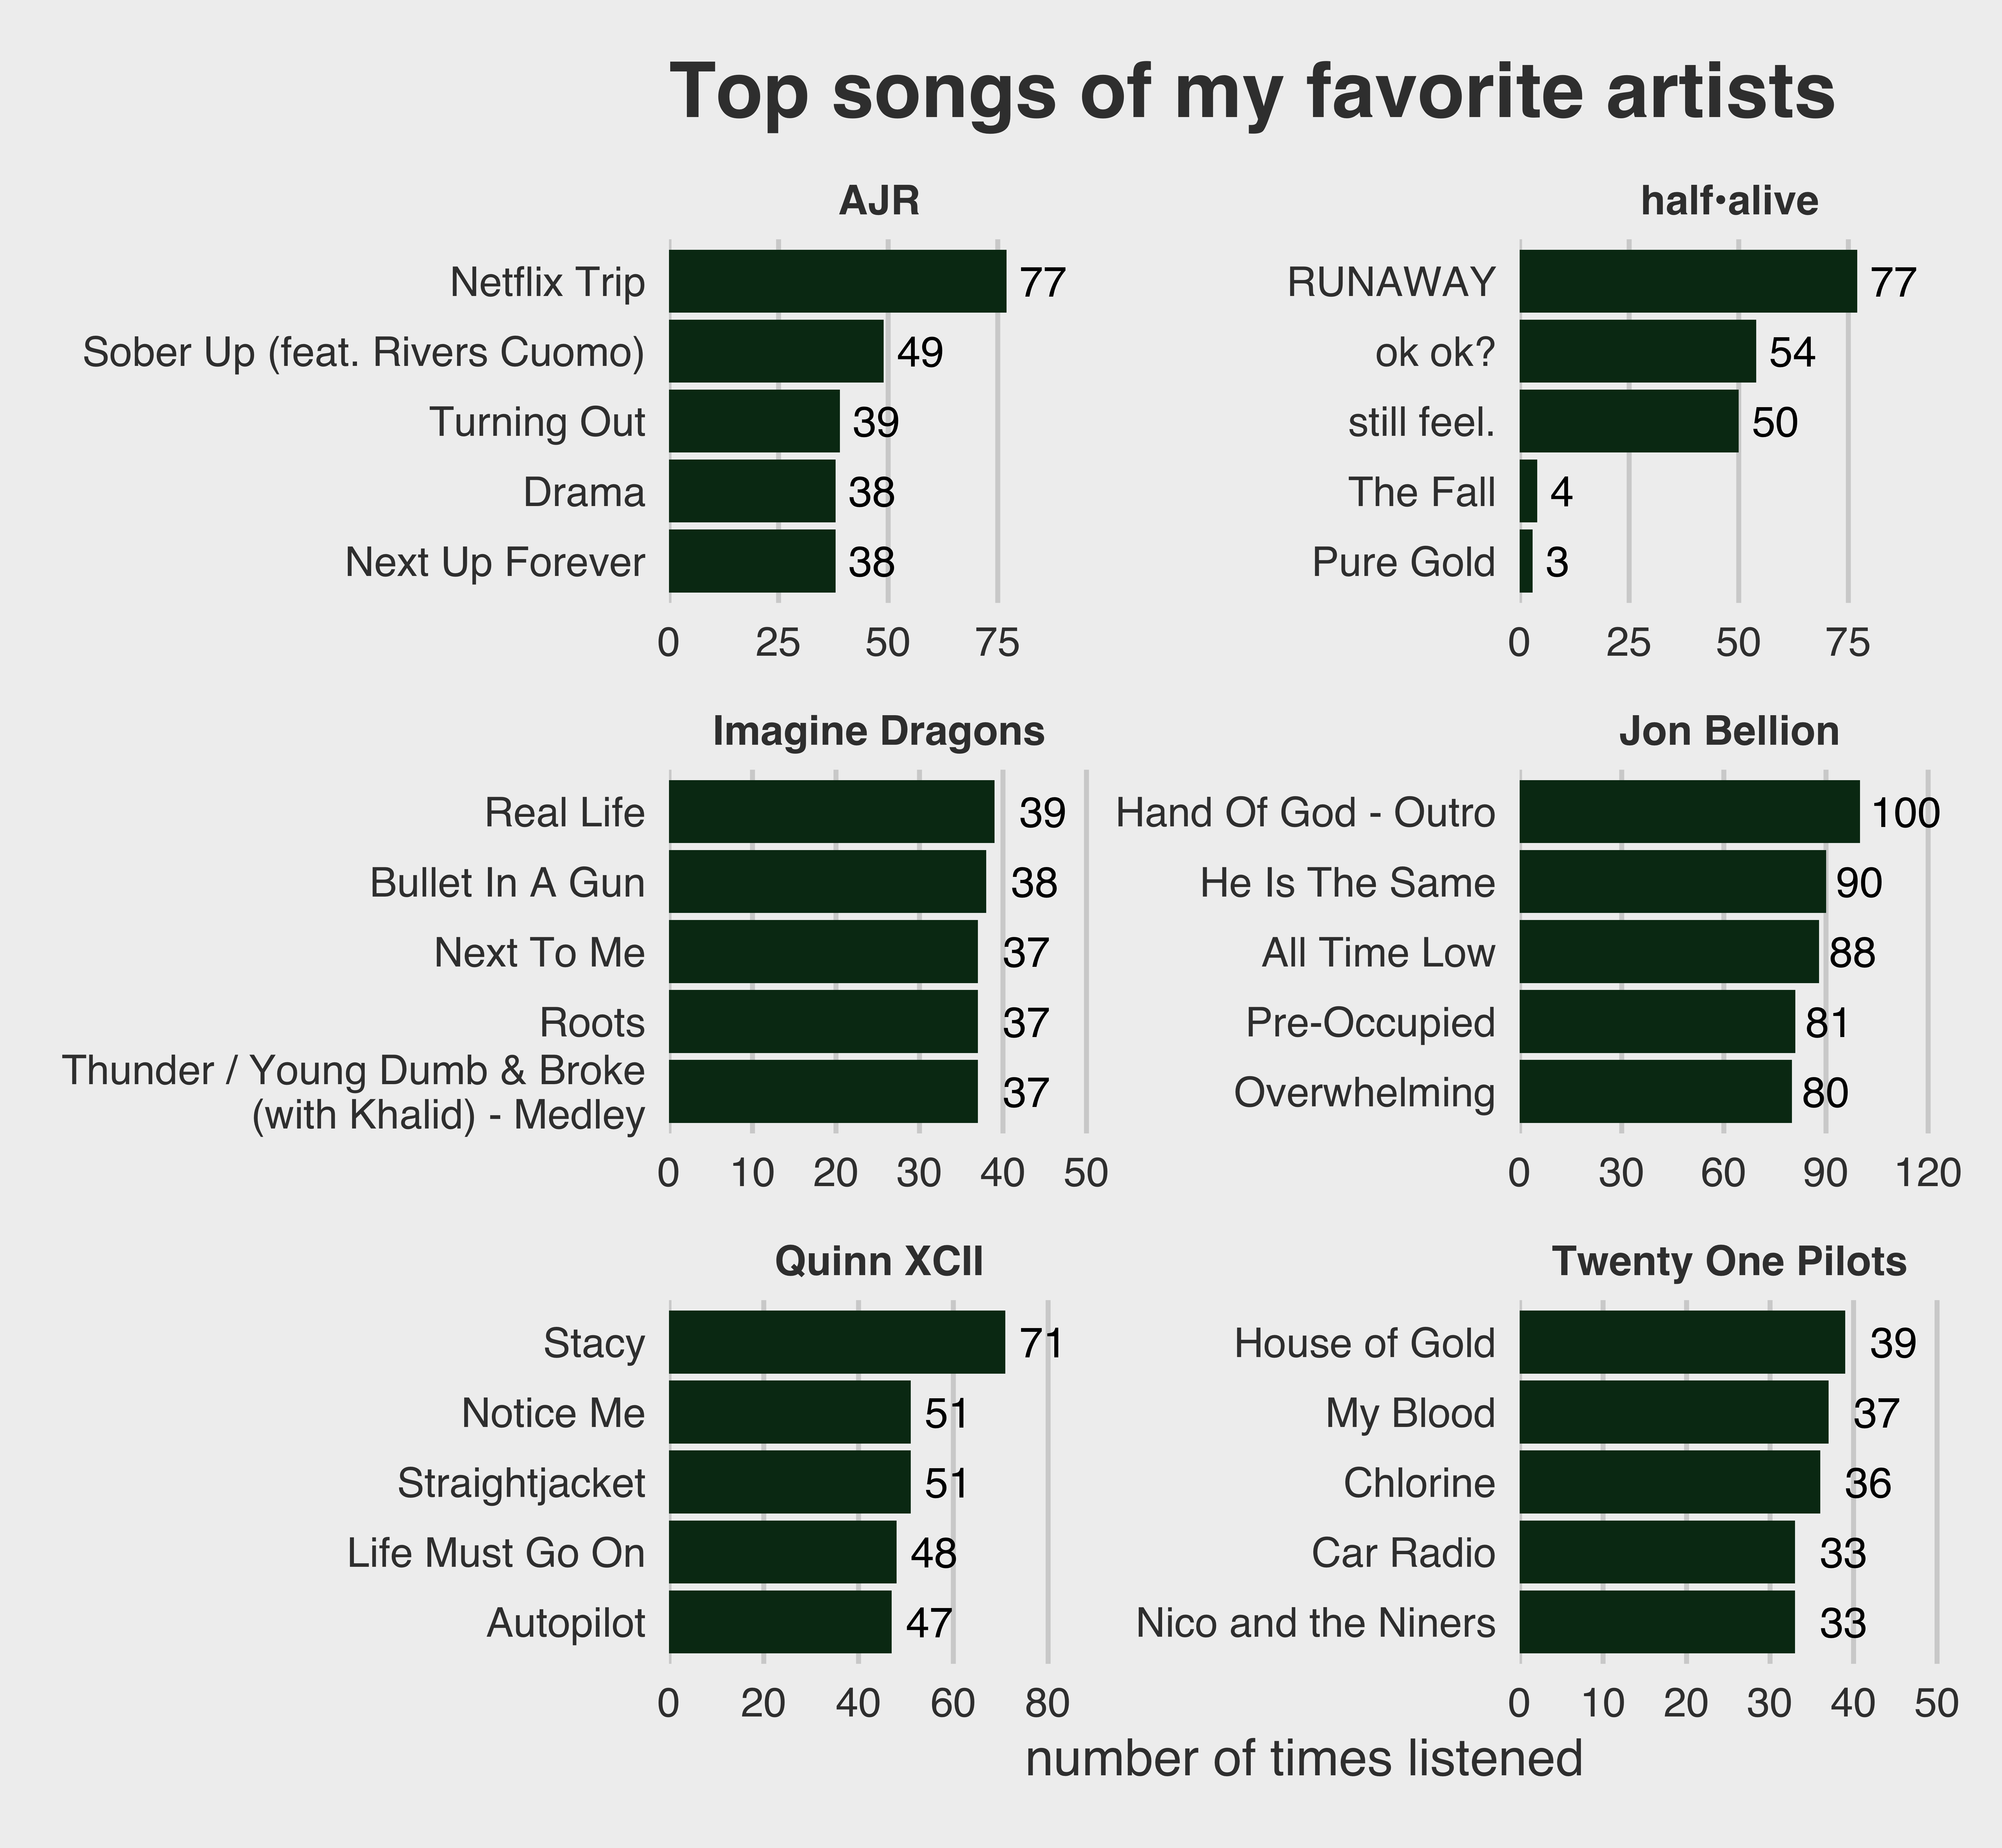 Top songs of my favorite artists
AJR
Netflix Trip 77
Sober Up (feat. Rivers Cuomo) 49
Turning Out 39
Drama 38
Next Up Forever 38
0 25 50 75
half•alive
RUNAWAY 77
ok ok? 54
still feel. 50
The Fall 4
Pure Gold 3
0 25 50 75
Imagine Dragons
Real Life 39
Bullet In A Gun 38
Next To Me 37
Roots 37
Thunder / Young Dumb & Broke
(with Khalid) - Medley 37
0 10 20 30 40 50
Jon Bellion
Hand Of God - Outro 100
He Is The Same 90
All Time Low 88
Pre-Occupied 81
Overwhelming 80
0 30 60 90 120
Quinn XCII
Stacy 71
Notice Me 51
Straightjacket 51
Life Must Go On 48
Autopilot 47
0 20 40 60 80
Twenty One Pilots
House of Gold 39
My Blood 37
Chlorine 36
Car Radio 33
Nico and the Niners 33
0 10 20 30 40 50
number of times listened